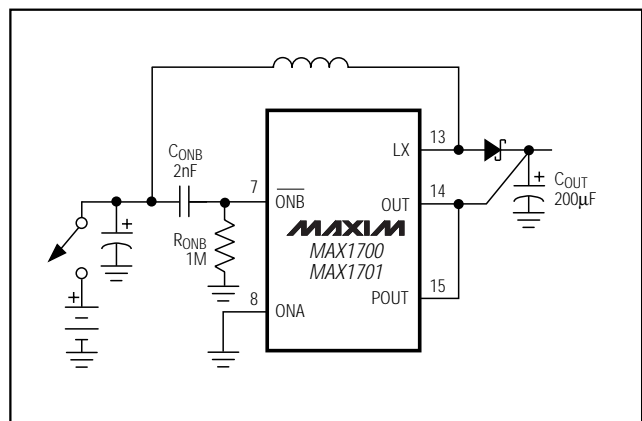 CONB
2nF
7
ONB
RONB
1M
8
ONA
LX
13
OUT
14
MAXIM
MAX1700
MAX1701
POUT
15
+
COUT
200µF
+
+